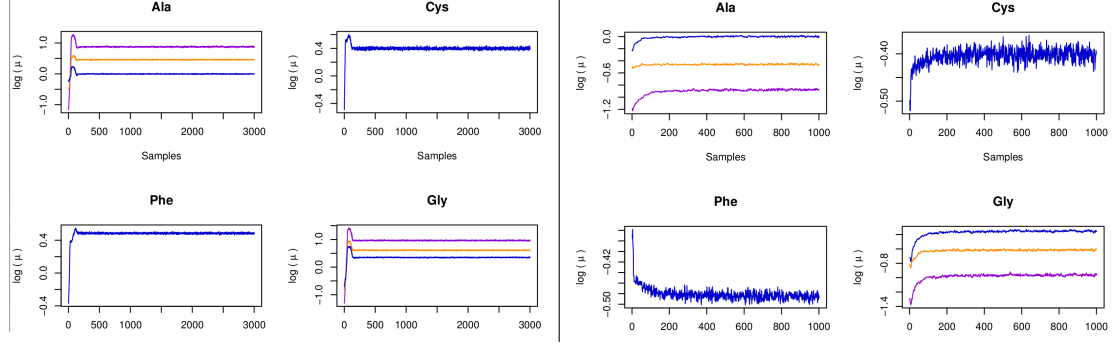 Ala Cys Ala Cys
log ( μ ) 1.0 0.0 −1.0
0 500 1000 2000 3000
Samples
log ( μ ) 0.4 0.0 −0.4
0 500 1000 2000 3000
Samples
log ( μ ) 0.0 −0.6 −1.2
0 200 400 600 800 1000
Samples
log ( μ ) −0.40 −0.50
0 200 400 600 800 1000
Samples
Phe Gly Phe Gly
log ( μ ) 0.4 0.0 −0.4
0 500 1000 2000 3000
log ( μ ) 1.0 0.0 −1.0
0 500 1000 2000 3000
log ( μ ) −0.42 −0.50
0 200 400 600 800 1000
log ( μ ) −0.8 −1.4
0 200 400 600 800 1000